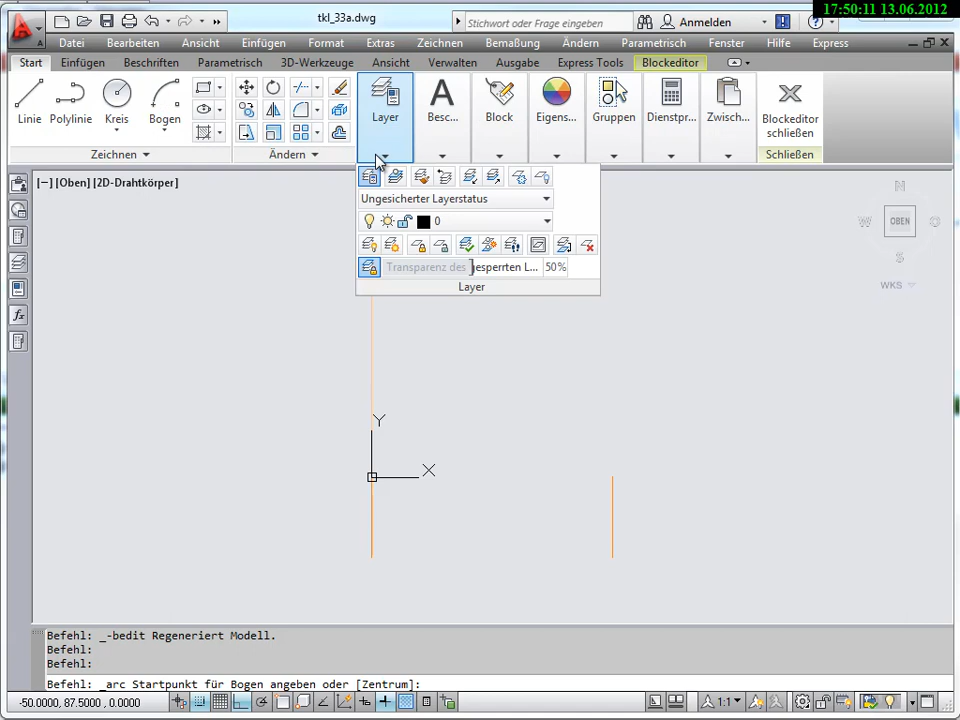 17:50:11 13.06.2012
tkl_33a.dwg
Stichwort oder Frage eingeben
Anmelden
Datei Bearbeiten Ansicht Einfügen Format Extras Zeichnen Bemaßung Ändern Parametrisch Fenster Hilfe Express
Start Einfügen Beschriften Parametrisch 3D-Werkzeuge Ansicht Verwalten Ausgabe Express Tools Blockeditor
Linie Polylinie Kreis Bogen
Layer Besc... Block Eigens... Gruppen Dienstpr... Zwisch... Blockeditor
schließen
Zeichnen Ändern Schließen
[−] [Oben] [2D-Drahtkörper]
Ungesicherter Layerstatus
0
Transparenz des gesperrten L... 50%
Layer
N
W OBEN O
S
WKS
Y
X
Befehl: _-bedit Regeneriert Modell.
Befehl:
Befehl:
Befehl: _arc Startpunkt für Bogen angeben oder [Zentrum]:
-50.0000, 87.5000, 0.0000
1:1